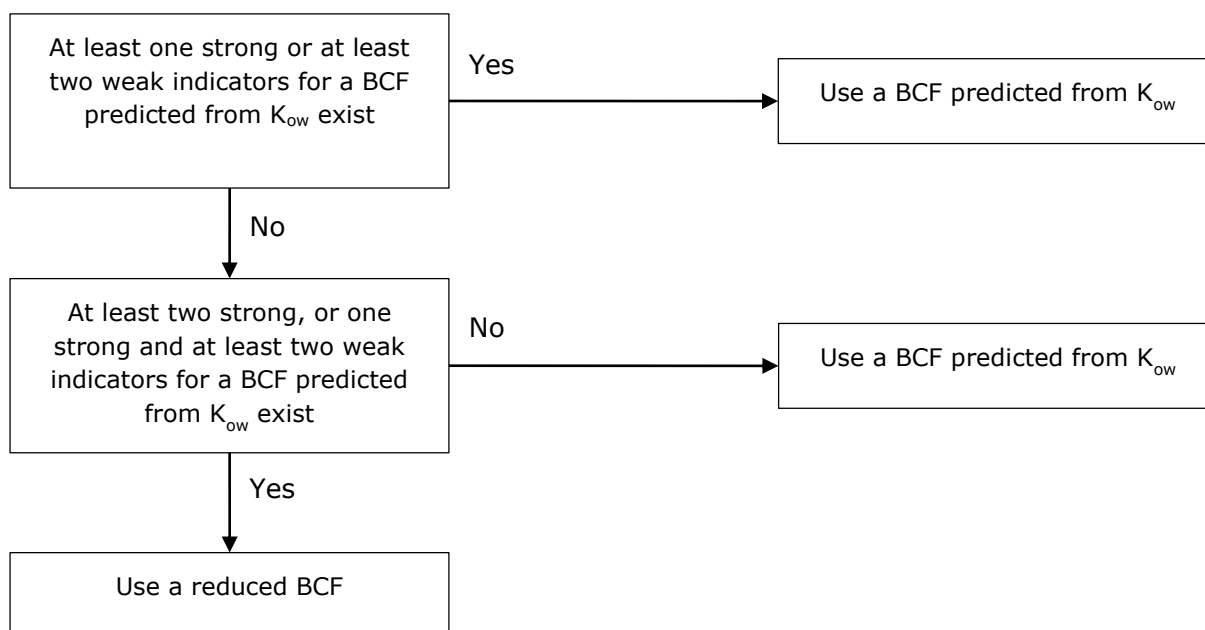 At least one strong or at least
two weak indicators for a BCF
predicted from Kow exist
Yes
Use a BCF predicted from Kow
No
At least two strong, or one
strong and at least two weak
indicators for a BCF predicted
from Kow exist
No
Use a BCF predicted from Kow
Yes
Use a reduced BCF